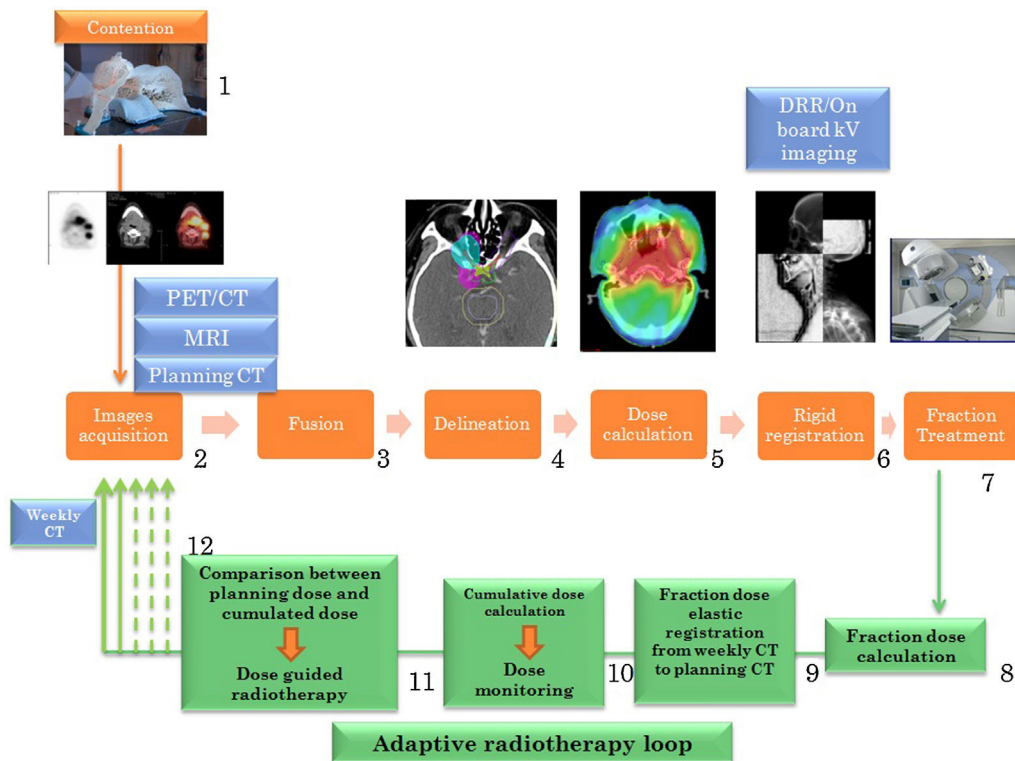 Contention
1
DRR/On
board kV
imaging
PET/CT
MRI
Planning CT
Images
acquisition
2
Fusion
3
Delineation
4
Dose
calculation
5
Rigid
registration
6
Fraction
Treatment
7
Weekly
CT
12
Comparison between
planning dose and
cumulated dose
Dose guided
radiotherapy
11
Cumulative dose
calculation
Dose
monitoring
10
Fraction dose
elastic
registration
from weekly CT
to planning CT
9
Fraction dose
calculation
8
Adaptive radiotherapy loop